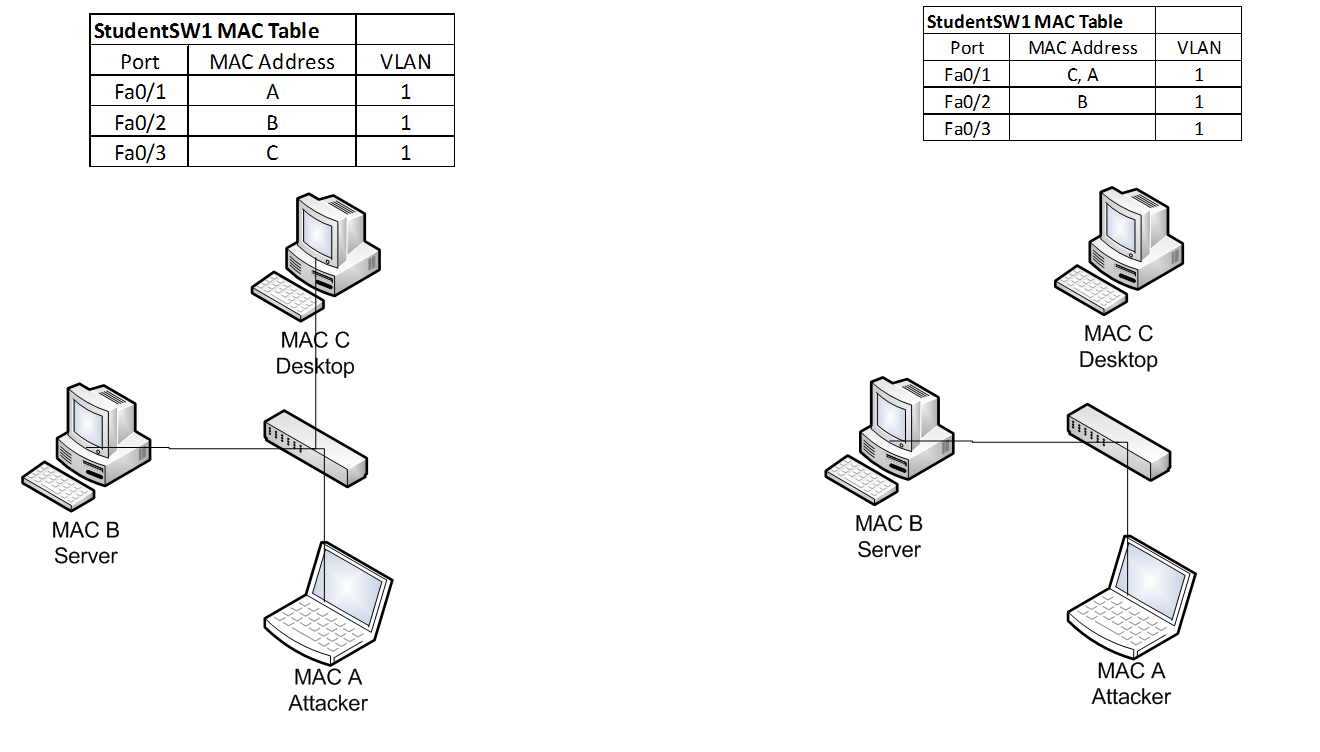 StudentSW1 MAC Table
Port MAC Address VLAN
Fa0/1 A 1
Fa0/2 B 1
Fa0/3 C 1
MAC C
Desktop
MAC B
Server
MAC A
Attacker
StudentSW1 MAC Table
Port MAC Address VLAN
Fa0/1 C, A 1
Fa0/2 B 1
Fa0/3 1
MAC C
Desktop
MAC B
Server
MAC A
Attacker